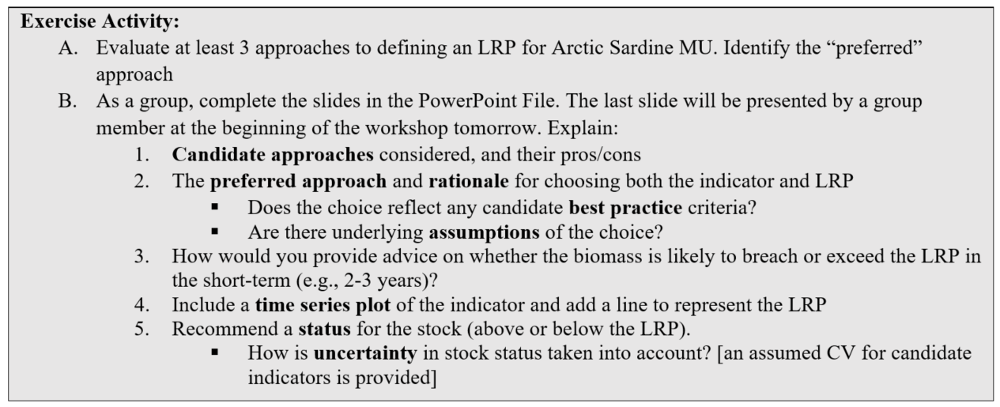 Exercise Activity:
A. Evaluate at least 3 approaches to defining an LRP for Arctic Sardine MU. Identify the “preferred”
approach
B. As a group, complete the slides in the PowerPoint File. The last slide will be presented by a group
member at the beginning of the workshop tomorrow. Explain:
1. Candidate approaches considered, and their pros/cons
2. The preferred approach and rationale for choosing both the indicator and LRP
▪ Does the choice reflect any candidate best practice criteria?
▪ Are there underlying assumptions of the choice?
3. How would you provide advice on whether the biomass is likely to breach or exceed the LRP in
the short-term (e.g., 2-3 years)?
4. Include a time series plot of the indicator and add a line to represent the LRP
5. Recommend a status for the stock (above or below the LRP).
▪ How is uncertainty in stock status taken into account? [an assumed CV for candidate
indicators is provided]